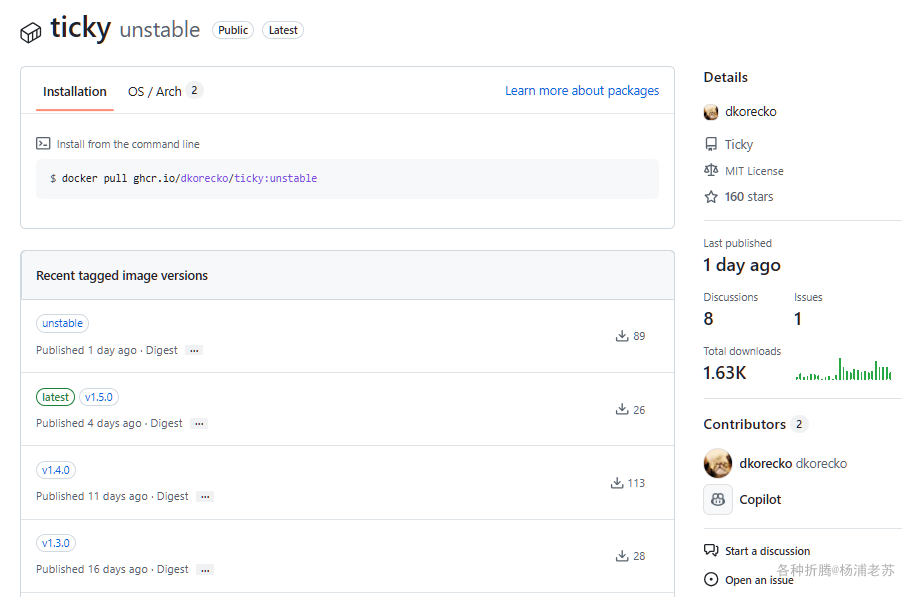 ticky unstable Public Latest
Installation OS / Arch 2 Learn more about packages
Install from the command line
$ docker pull ghcr.io/dkorecko/ticky:unstable
Recent tagged image versions
unstable
Published 1 day ago · Digest ...
89
latest v1.5.0
Published 4 days ago · Digest ...
26
v1.4.0
Published 11 days ago · Digest ...
113
v1.3.0
Published 16 days ago · Digest ...
28
Details
dkorecko
Ticky
MIT License
160 stars
Last published
1 day ago
Discussions Issues
8 1
Total downloads
1.63K
Contributors 2
dkorecko dkorecko
Copilot
Start a discussion
Open an issue
各种折腾@杨浦老苏